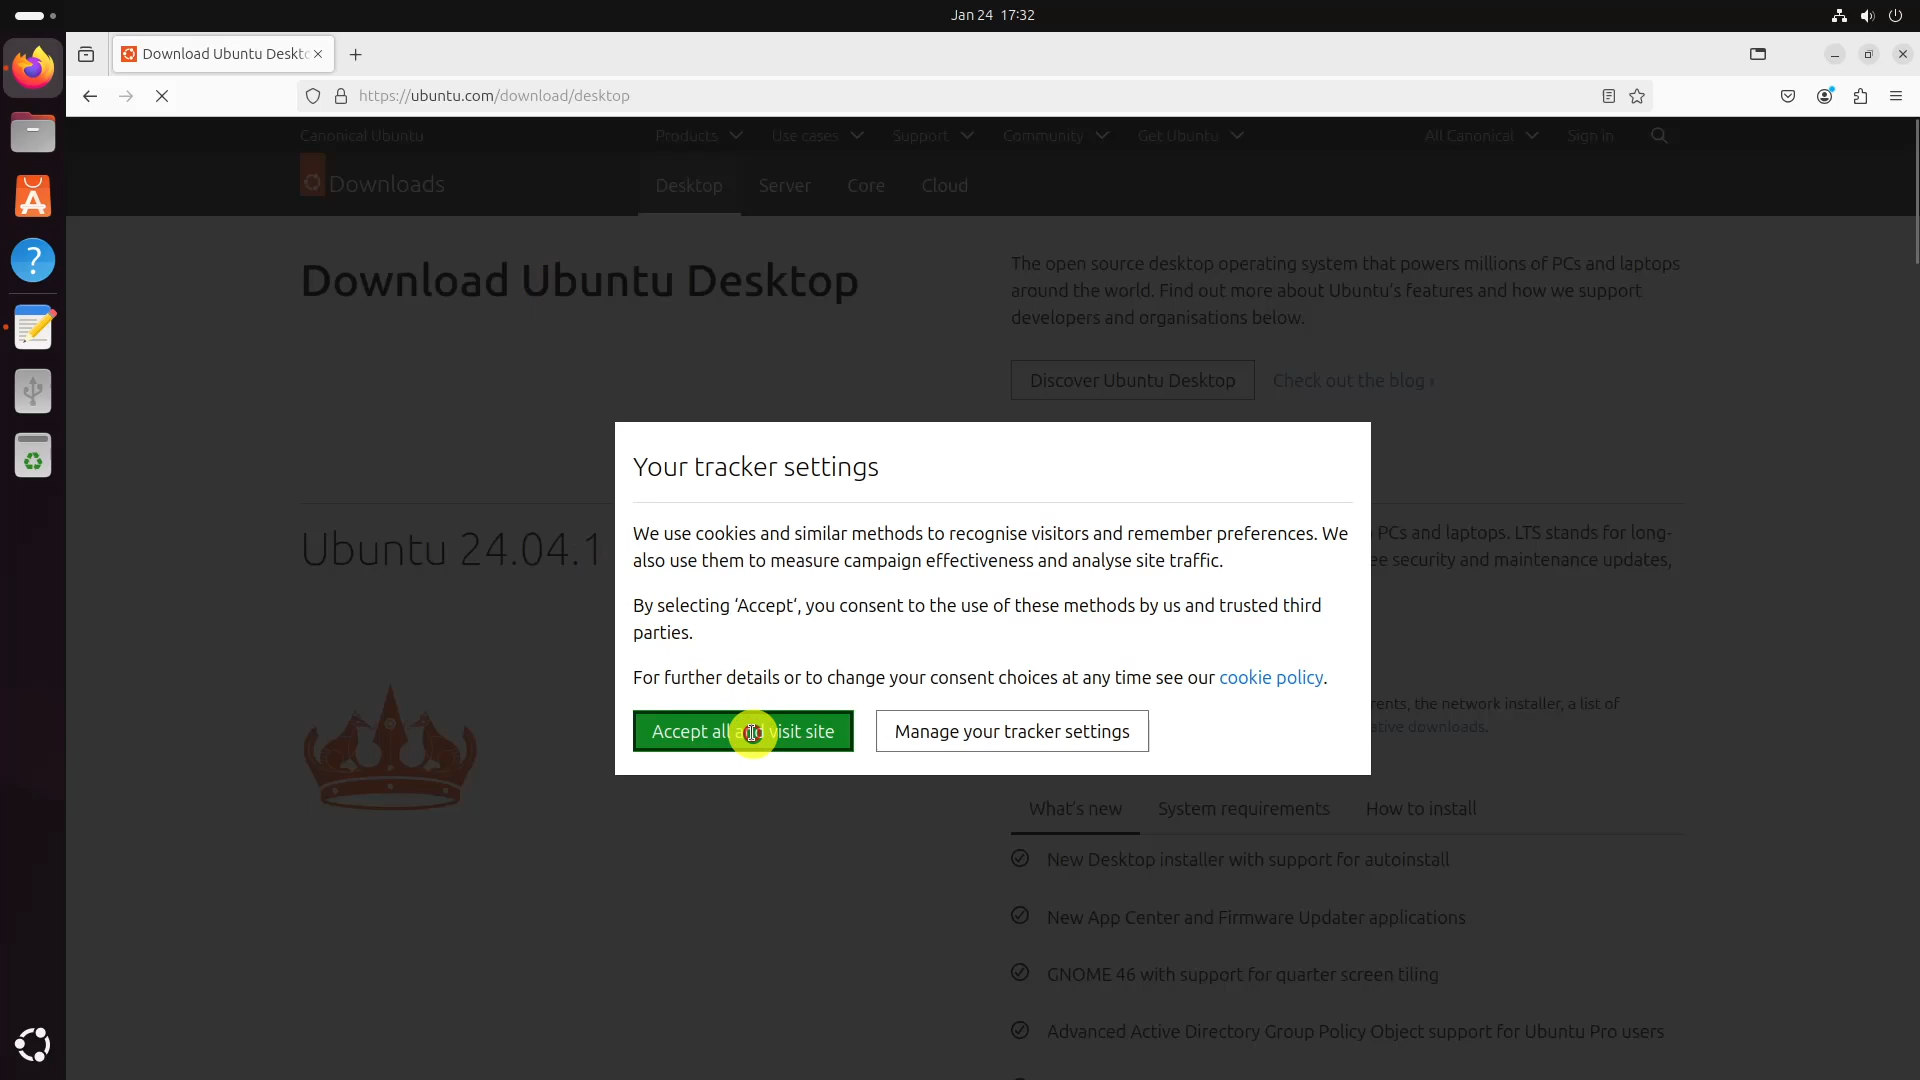 Jan 24 17:32
Download Ubuntu Deskt
https://ubuntu.com/download/desktop
Canonical Ubuntu
Products
Use cases
Support
Community
Get Ubuntu
All Canonical
Sign in
Downloads
Desktop
Server
Core
Cloud
Download Ubuntu Desktop
The open source desktop operating system that powers millions of PCs and laptops
around the world. Find out more about Ubuntu's features and how we support
developers and organisations below.
Discover Ubuntu Desktop
Check out the blog ›
Ubuntu 24.04.1
PCs and laptops. LTS stands for long-
ee security and maintenance updates,
Your tracker settings
We use cookies and similar methods to recognise visitors and remember preferences. We
also use them to measure campaign effectiveness and analyse site traffic.
By selecting ‘Accept‘, you consent to the use of these methods by us and trusted third
parties.
For further details or to change your consent choices at any time see our cookie policy.
Accept all and visit site
Manage your tracker settings
rents, the network installer, a list of
ative downloads.
What's new
System requirements
How to install
New Desktop installer with support for autoinstall
New App Center and Firmware Updater applications
GNOME 46 with support for quarter screen tiling
Advanced Active Directory Group Policy Object support for Ubuntu Pro users